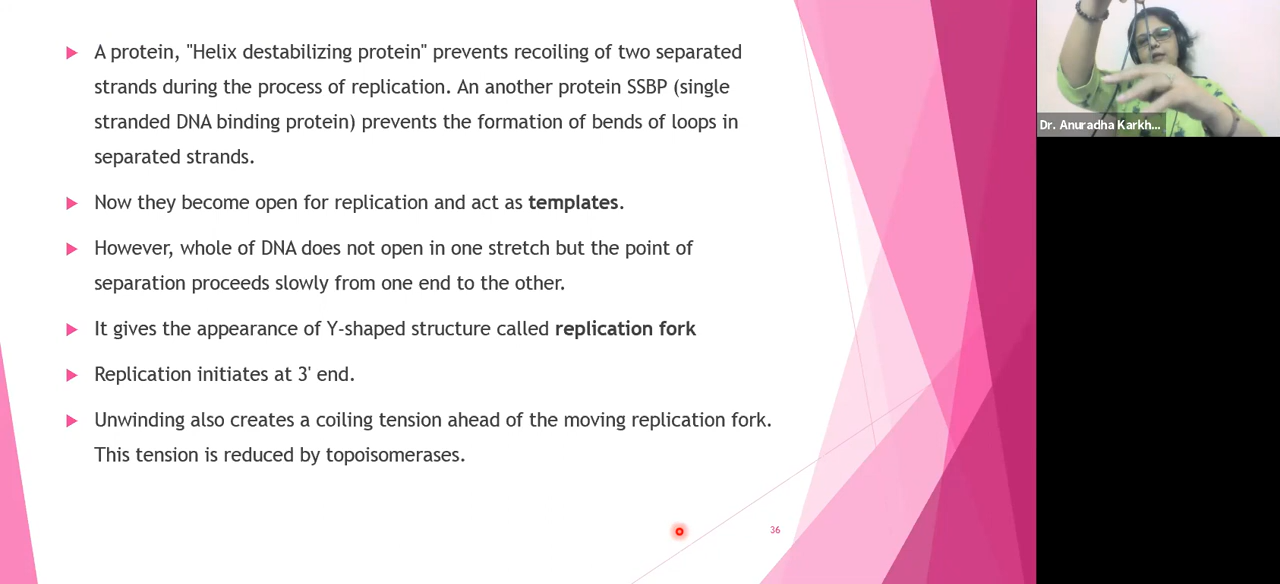 A protein, "Helix destabilizing protein" prevents recoiling of two separated
strands during the process of replication. An another protein SSBP (single
stranded DNA binding protein) prevents the formation of bends of loops in
separated strands.
Now they become open for replication and act as templates.
However, whole of DNA does not open in one stretch but the point of
separation proceeds slowly from one end to the other.
It gives the appearance of Y-shaped structure called replication fork
Replication initiates at 3' end.
Unwinding also creates a coiling tension ahead of the moving replication fork.
This tension is reduced by topoisomerases.
36
Dr. Anuradha Karkh...